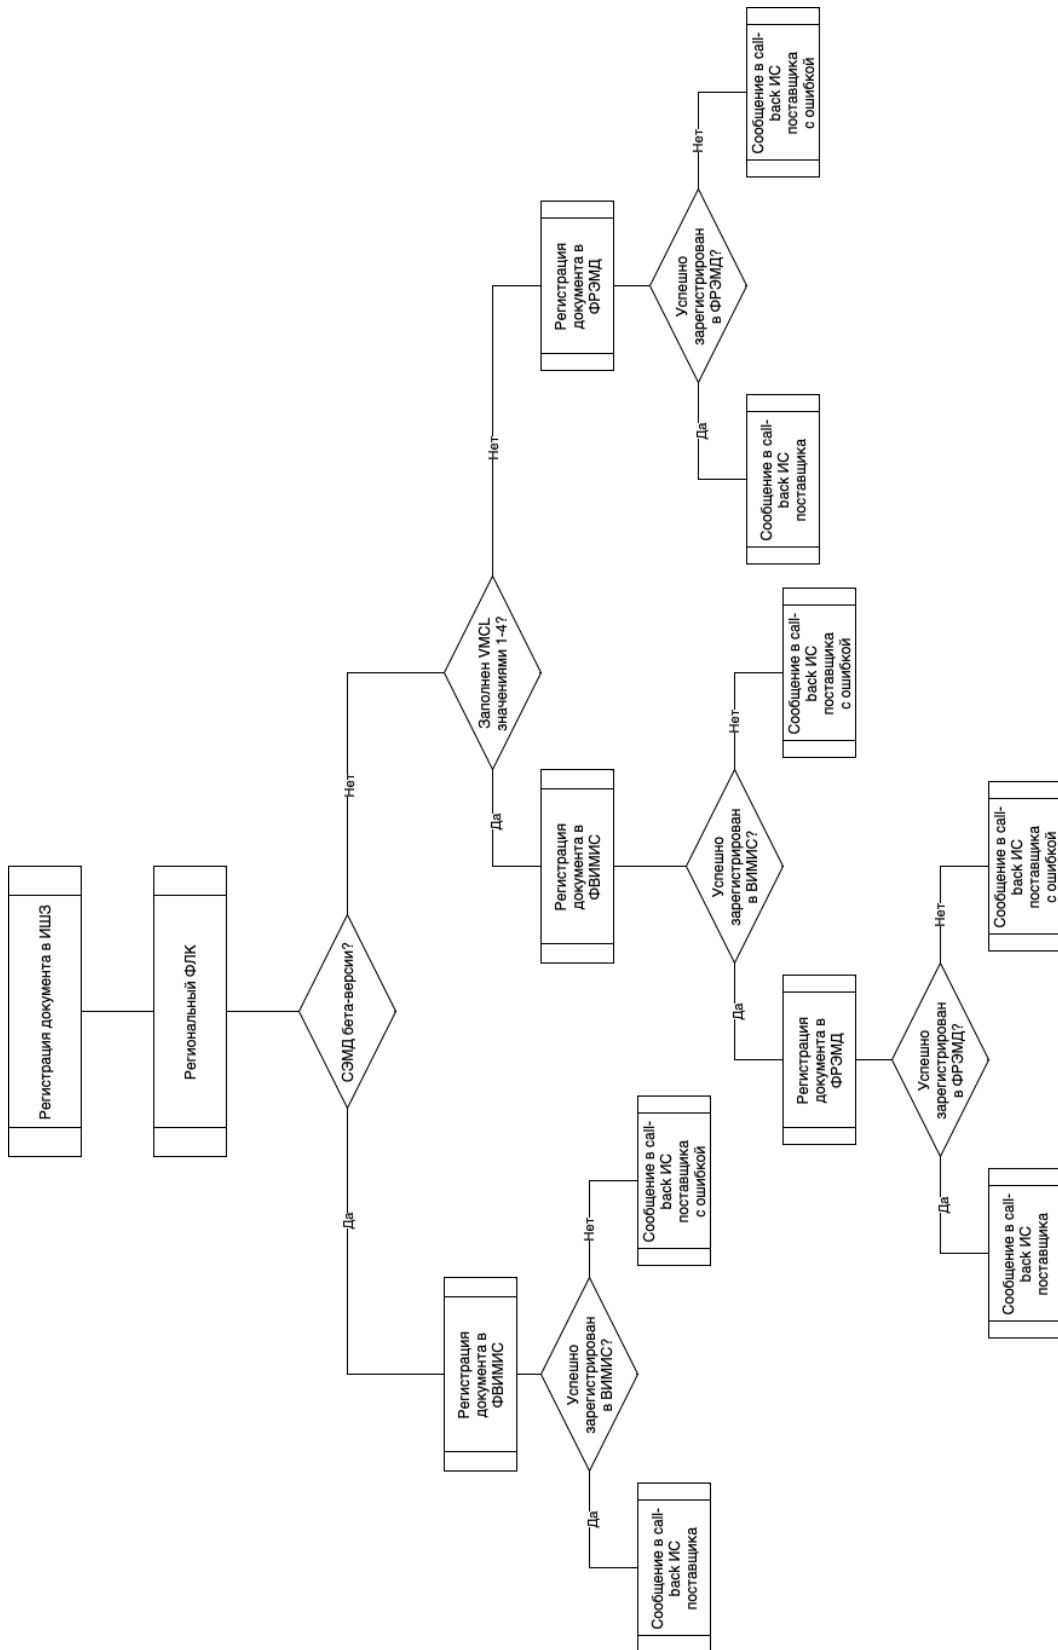 Регистрация документа в ИШЗ
Региональный ФЛК
СЭМД бета-версии?
Да
Нет
Регистрация
документа в
ФВИМИС
Успешно
зарегистрирован
в ВИМИС?
Да
Нет
Сообщение в call-
back ИС
поставщика
Сообщение в call-
back ИС
поставщика
с ошибкой
Заполнен VMCL
значениями 1-4?
Да
Нет
Регистрация
документа в
ФВИМИС
Успешно
зарегистрирован
в ВИМИС?
Да
Нет
Регистрация
документа в
ФРЭМД
Сообщение в call-
back ИС
поставщика
с ошибкой
Успешно
зарегистрирован
в ФРЭМД?
Да
Нет
Сообщение в call-
back ИС
поставщика
Сообщение в call-
back ИС
поставщика
с ошибкой
Регистрация
документа в
ФРЭМД
Успешно
зарегистрирован
в ФРЭМД?
Да
Нет
Сообщение в call-
back ИС
поставщика
Сообщение в call-
back ИС
поставщика
с ошибкой